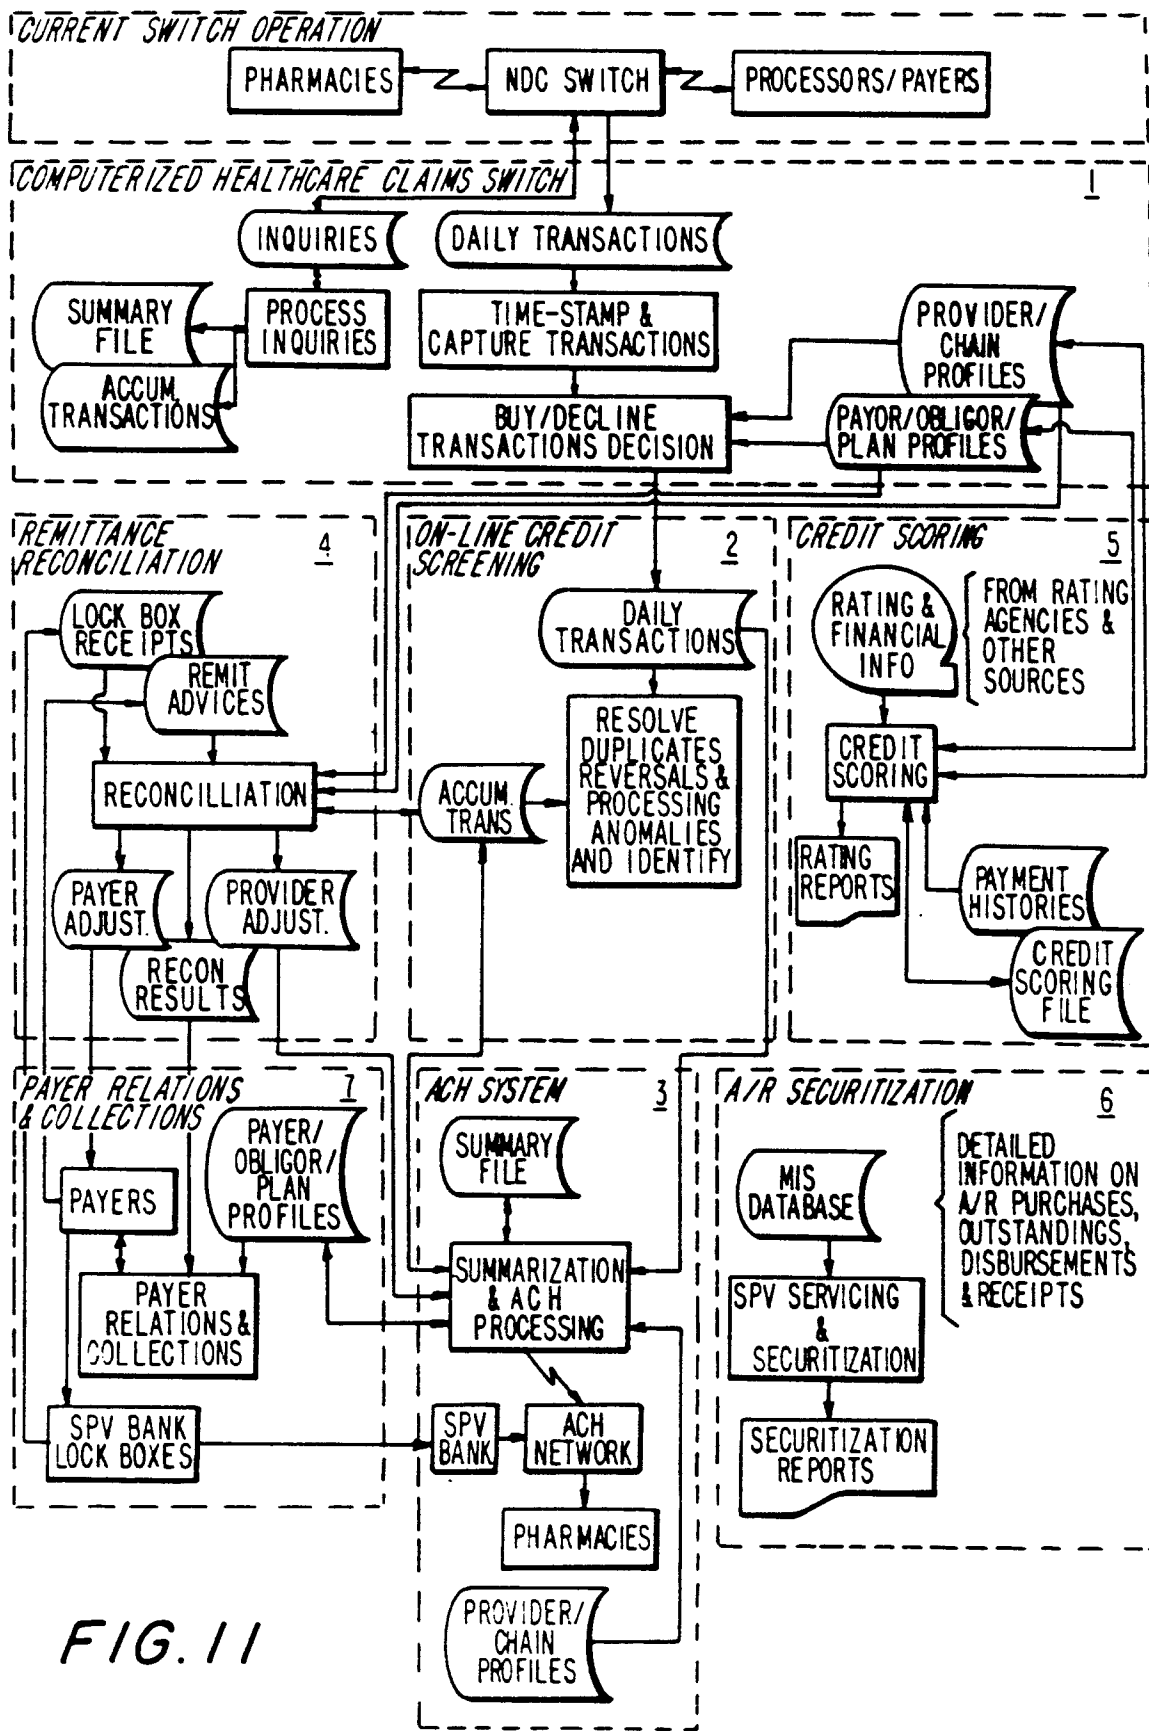 CURRENT SWITCH OPERATION
PHARMACIES
NDC SWITCH
PROCESSORS/PAYERS
COMPUTERIZED HEALTHCARE CLAIMS SWITCH
1
INQUIRIES
DAILY TRANSACTIONS
SUMMARY
FILE
PROCESS
INQUIRIES
TIME-STAMP &
CAPTURE TRANSACTIONS
PROVIDER/
CHAIN
PROFILES
ACCUM.
TRANSACTIONS
BUY/DECLINE
TRANSACTIONS DECISION
PAYOR/OBLIGOR/
PLAN PROFILES
REMITTANCE
RECONCILIATION
4
LOCK BOX
RECEIPTS
REMIT
ADVICES
RECONCILLIATION
PAYER
ADJUST.
PROVIDER
ADJUST.
RECON
RESULTS
ON-LINE CREDIT
SCREENING
2
DAILY
TRANSACTIONS
ACCUM.
TRANS
RESOLVE
DUPLICATES
REVERSALS &
PROCESSING
ANOMALIES
AND IDENTIFY
CREDIT SCORING
5
RATING &
FINANCIAL
INFO
FROM RATING
AGENCIES &
OTHER
SOURCES
CREDIT
SCORING
RATING
REPORTS
PAYMENT
HISTORIES
CREDIT
SCORING
FILE
PAYER RELATIONS
& COLLECTIONS
7
PAYER/
OBLIGOR/
PLAN
PROFILES
PAYERS
PAYER
RELATIONS &
COLLECTIONS
SPV BANK
LOCK BOXES
ACH SYSTEM
3
SUMMARY
FILE
SUMMARIZATION
& ACH
PROCESSING
SPV
BANK
ACH
NETWORK
PHARMACIES
PROVIDER/
CHAIN
PROFILES
A/R SECURITIZATION
6
MIS
DATABASE
DETAILED
INFORMATION ON
A/R PURCHASES,
OUTSTANDINGS,
DISBURSEMENTS
& RECEIPTS
SPV SERVICING
&
SECURITIZATION
SECURITIZATION
REPORTS
FIG. 11